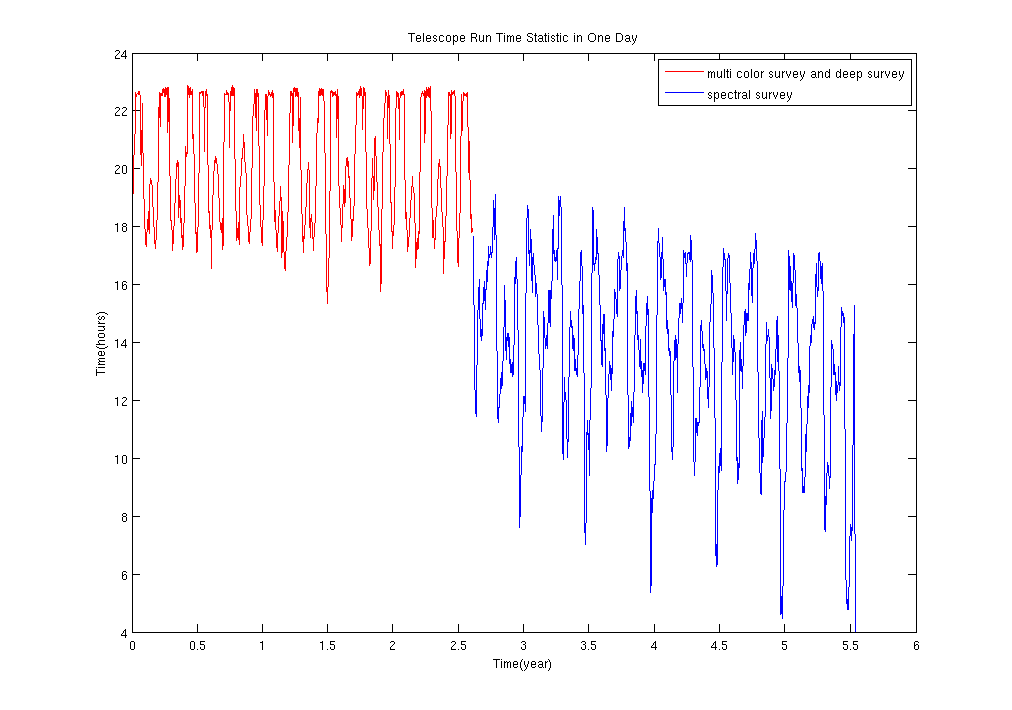 Telescope Run Time Statistic in One Day
multi color survey and deep survey
spectral survey
24
22
20
18
16
14
12
10
8
6
4
Time(hours)
0 0.5 1 1.5 2 2.5 3 3.5 4 4.5 5 5.5 6
Time(year)